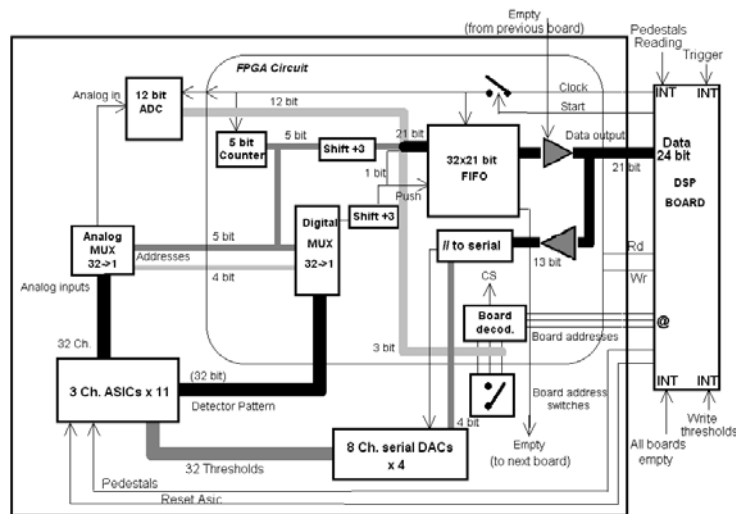 Empty
(from previous board)
Pedestals
Reading
Trigger
FPGA Circuit
Analog in
12 bit
ADC
12 bit
Clock
Start
INT
INT
5 bit
Counter
5 bit
Shift +3
21 bit
1 bit
Push
32x21 bit
FIFO
Data output
21 bit
Data
24 bit
DSP
BOARD
Shift +3
Digital
MUX
32->1
Analog
MUX
32->1
5 bit
Addresses
4 bit
Analog inputs
// to serial
13 bit
Rd
Wr
CS
Board
decod.
@
Board addresses
3 bit
32 Ch.
(32 bit)
3 Ch. ASICs x 11
Detector Pattern
Board address
switches
4 bit
INT
INT
8 Ch. serial DACs
x 4
32 Thresholds
Empty
(to next board)
All boards
empty
Write
thresholds
Pedestals
Reset Asic